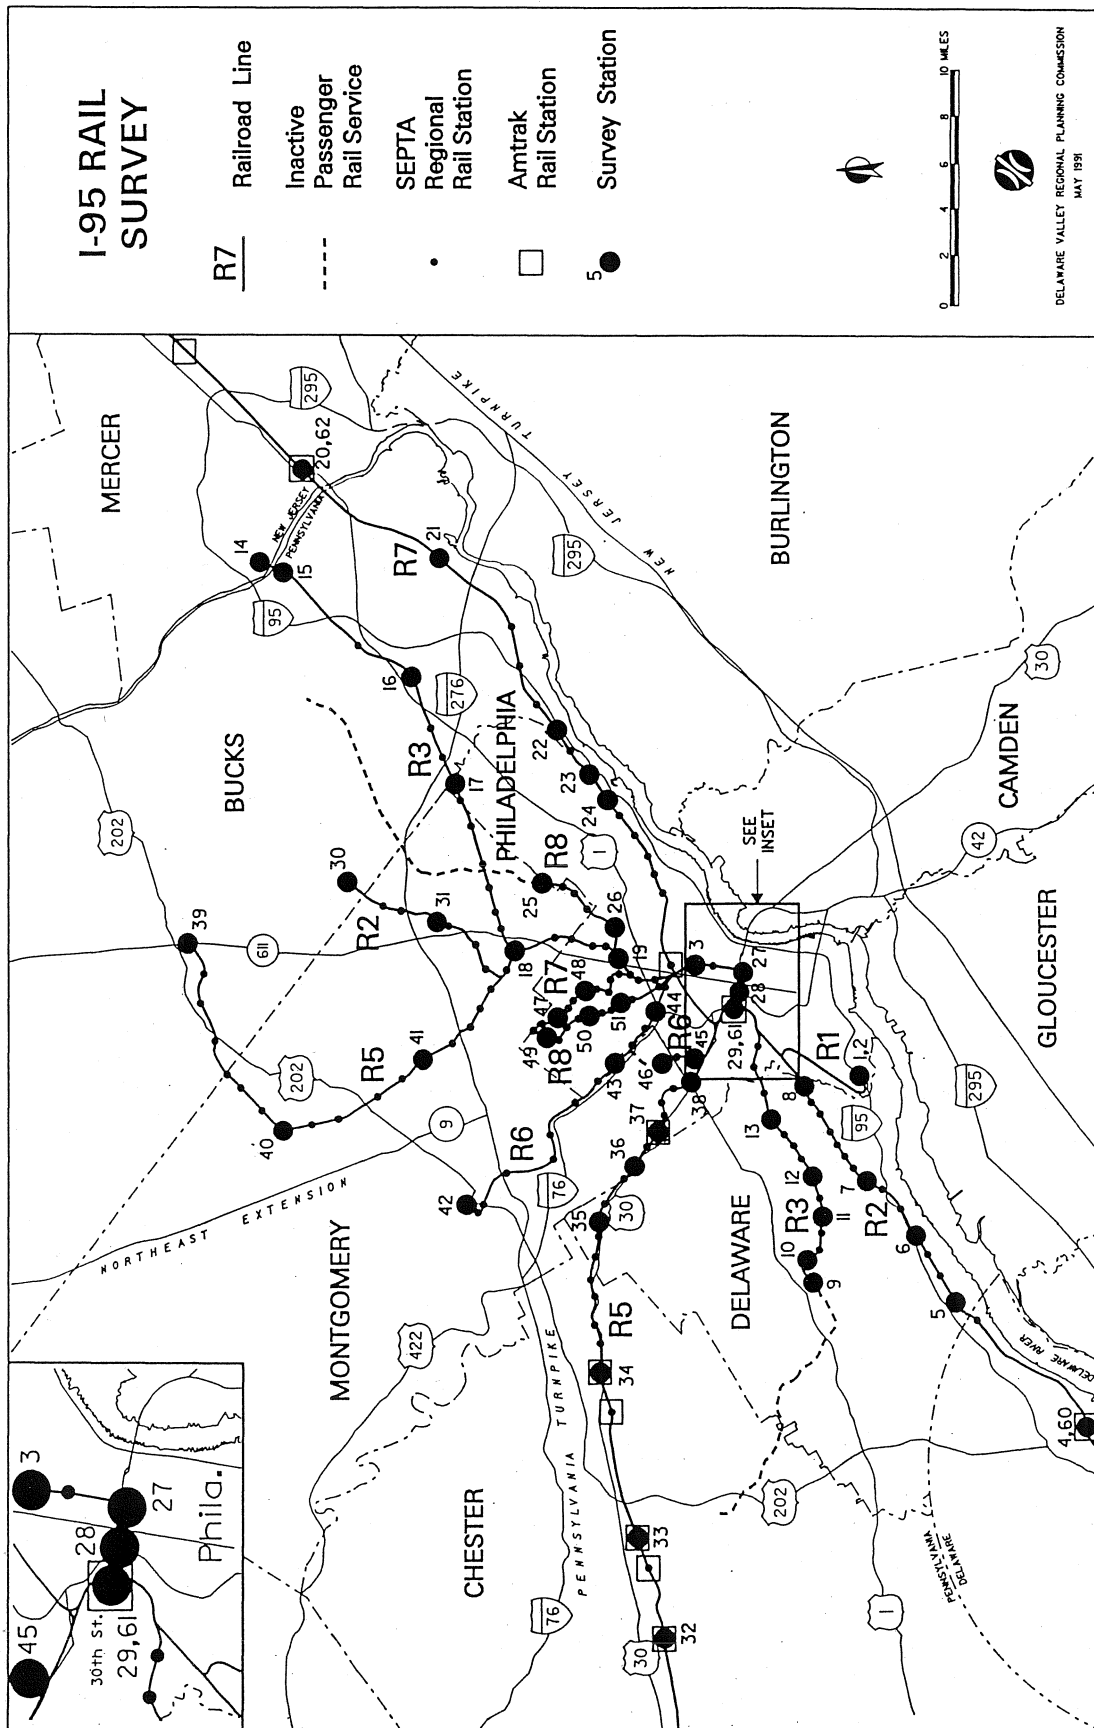 I-95 RAIL
SURVEY
R7
Railroad Line
Inactive
Passenger
Rail Service
SEPTA
Regional
Rail Station
Amtrak
Rail Station
5
Survey Station
0 2 4 6 8 10 MILES
DELAWARE VALLEY REGIONAL PLANNING COMMISSION
MAY 1991
MERCER
BUCKS
MONTGOMERY
CHESTER
DELAWARE
PHILADELPHIA
BURLINGTON
CAMDEN
GLOUCESTER
NEW JERSEY
PENNSYLVANIA
NEW JERSEY TURNPIKE
NORTHEAST EXTENSION
PENNSYLVANIA TURNPIKE
PENNSYLVANIA
DELAWARE
DELAWARE RIVER
SEE
INSET
295
20,62
14
15
95
21
R7
295
16
276
R3
17
22
23
24
202
30
31
R2
R8
25
26
1
39
611
18
19
48
R7
47
49
R8
50
51
44
R6
43
46
45
3
27
28
29,61
41
R5
40
202
9
R6
42
76
37
38
36
35
30
R5
34
33
32
30
422
76
202
1
13
12
R3
11
10
9
8
R1
1,2
95
7
R2
6
5
4,60
295
42
30
45
3
28
27
30th St.
29,61
Phila.